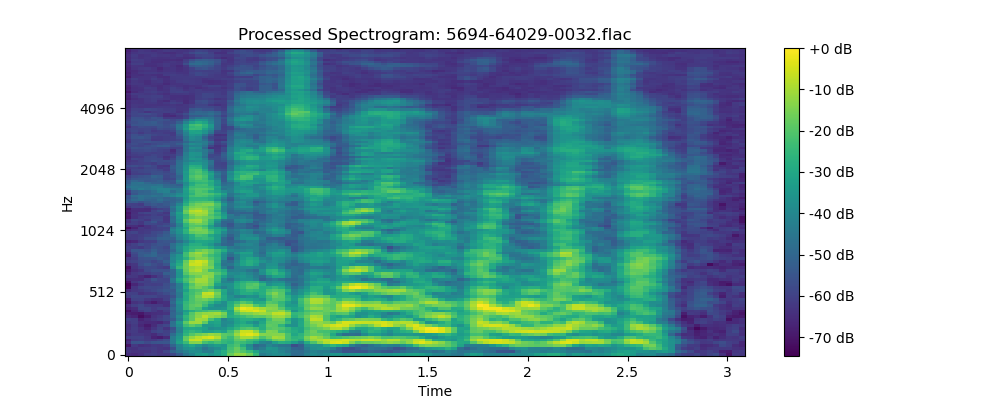 Processed Spectrogram: 5694-64029-0032.flac
+0 dB
-10 dB
-20 dB
-30 dB
-40 dB
-50 dB
-60 dB
-70 dB
4096
2048
1024
512
0
Hz
0
0.5
1
1.5
2
2.5
3
Time